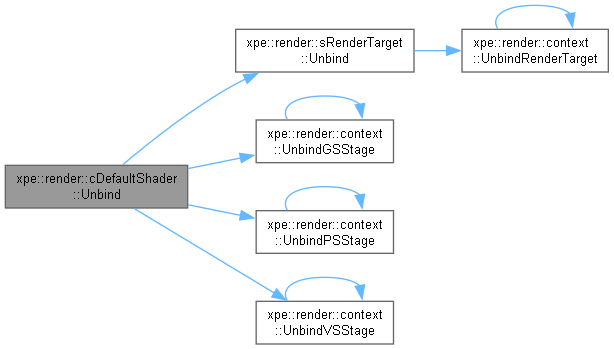 xpe::render::cDefaultShader
::Unbind
xpe::render::sRenderTarget
::Unbind
xpe::render::context
::UnbindRenderTarget
xpe::render::context
::UnbindGSStage
xpe::render::context
::UnbindPSStage
xpe::render::context
::UnbindVSStage